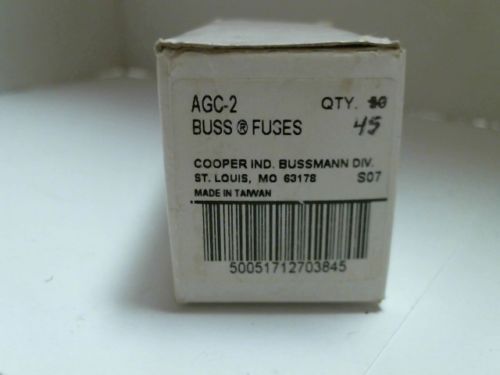 AGC-2 QTY.
BUSS ® FUSES 45
COOPER IND. BUSSMANN DIV.
ST. LOUIS, MO 63178 S07
MADE IN TAIWAN
50051712703845